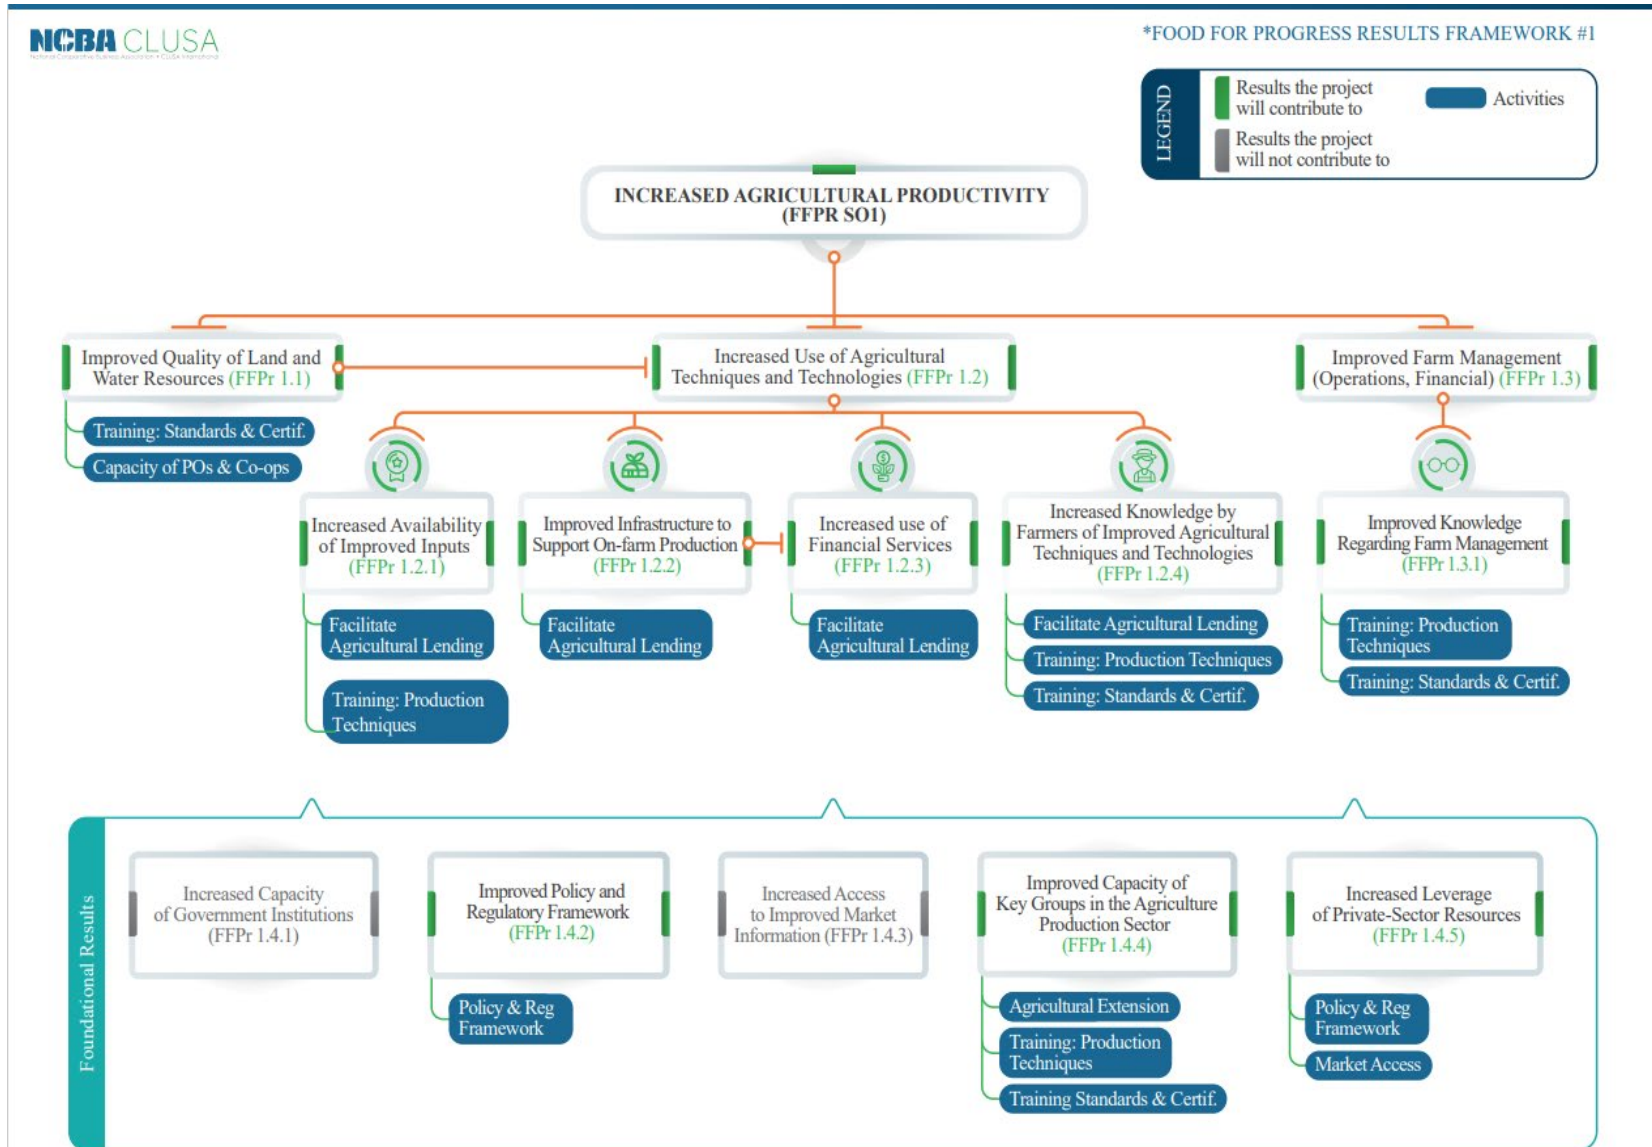 NCBA CLUSA
National Cooperative Business Association • CLUSA International
*FOOD FOR PROGRESS RESULTS FRAMEWORK #1
LEGEND
Results the project
will contribute to
Activities
Results the project
will not contribute to
INCREASED AGRICULTURAL PRODUCTIVITY
(FFPR SO1)
Improved Quality of Land and
Water Resources (FFPr 1.1)
Training: Standards & Certif.
Capacity of POs & Co-ops
Increased Use of Agricultural
Techniques and Technologies (FFPr 1.2)
Improved Farm Management
(Operations, Financial) (FFPr 1.3)
Increased Availability
of Improved Inputs
(FFPr 1.2.1)
Facilitate
Agricultural Lending
Training: Production
Techniques
Improved Infrastructure to
Support On-farm Production
(FFPr 1.2.2)
Facilitate
Agricultural Lending
Increased use of
Financial Services
(FFPr 1.2.3)
Facilitate
Agricultural Lending
Increased Knowledge by
Farmers of Improved Agricultural
Techniques and Technologies
(FFPr 1.2.4)
Facilitate Agricultural Lending
Training: Production Techniques
Training: Standards & Certif.
Improved Knowledge
Regarding Farm Management
(FFPr 1.3.1)
Training: Production
Techniques
Training: Standards & Certif.
Foundational Results
Increased Capacity
of Government Institutions
(FFPr 1.4.1)
Improved Policy and
Regulatory Framework
(FFPr 1.4.2)
Policy & Reg
Framework
Increased Access
to Improved Market
Information (FFPr 1.4.3)
Improved Capacity of
Key Groups in the Agriculture
Production Sector
(FFPr 1.4.4)
Agricultural Extension
Training: Production
Techniques
Training Standards & Certif.
Increased Leverage
of Private-Sector Resources
(FFPr 1.4.5)
Policy & Reg
Framework
Market Access